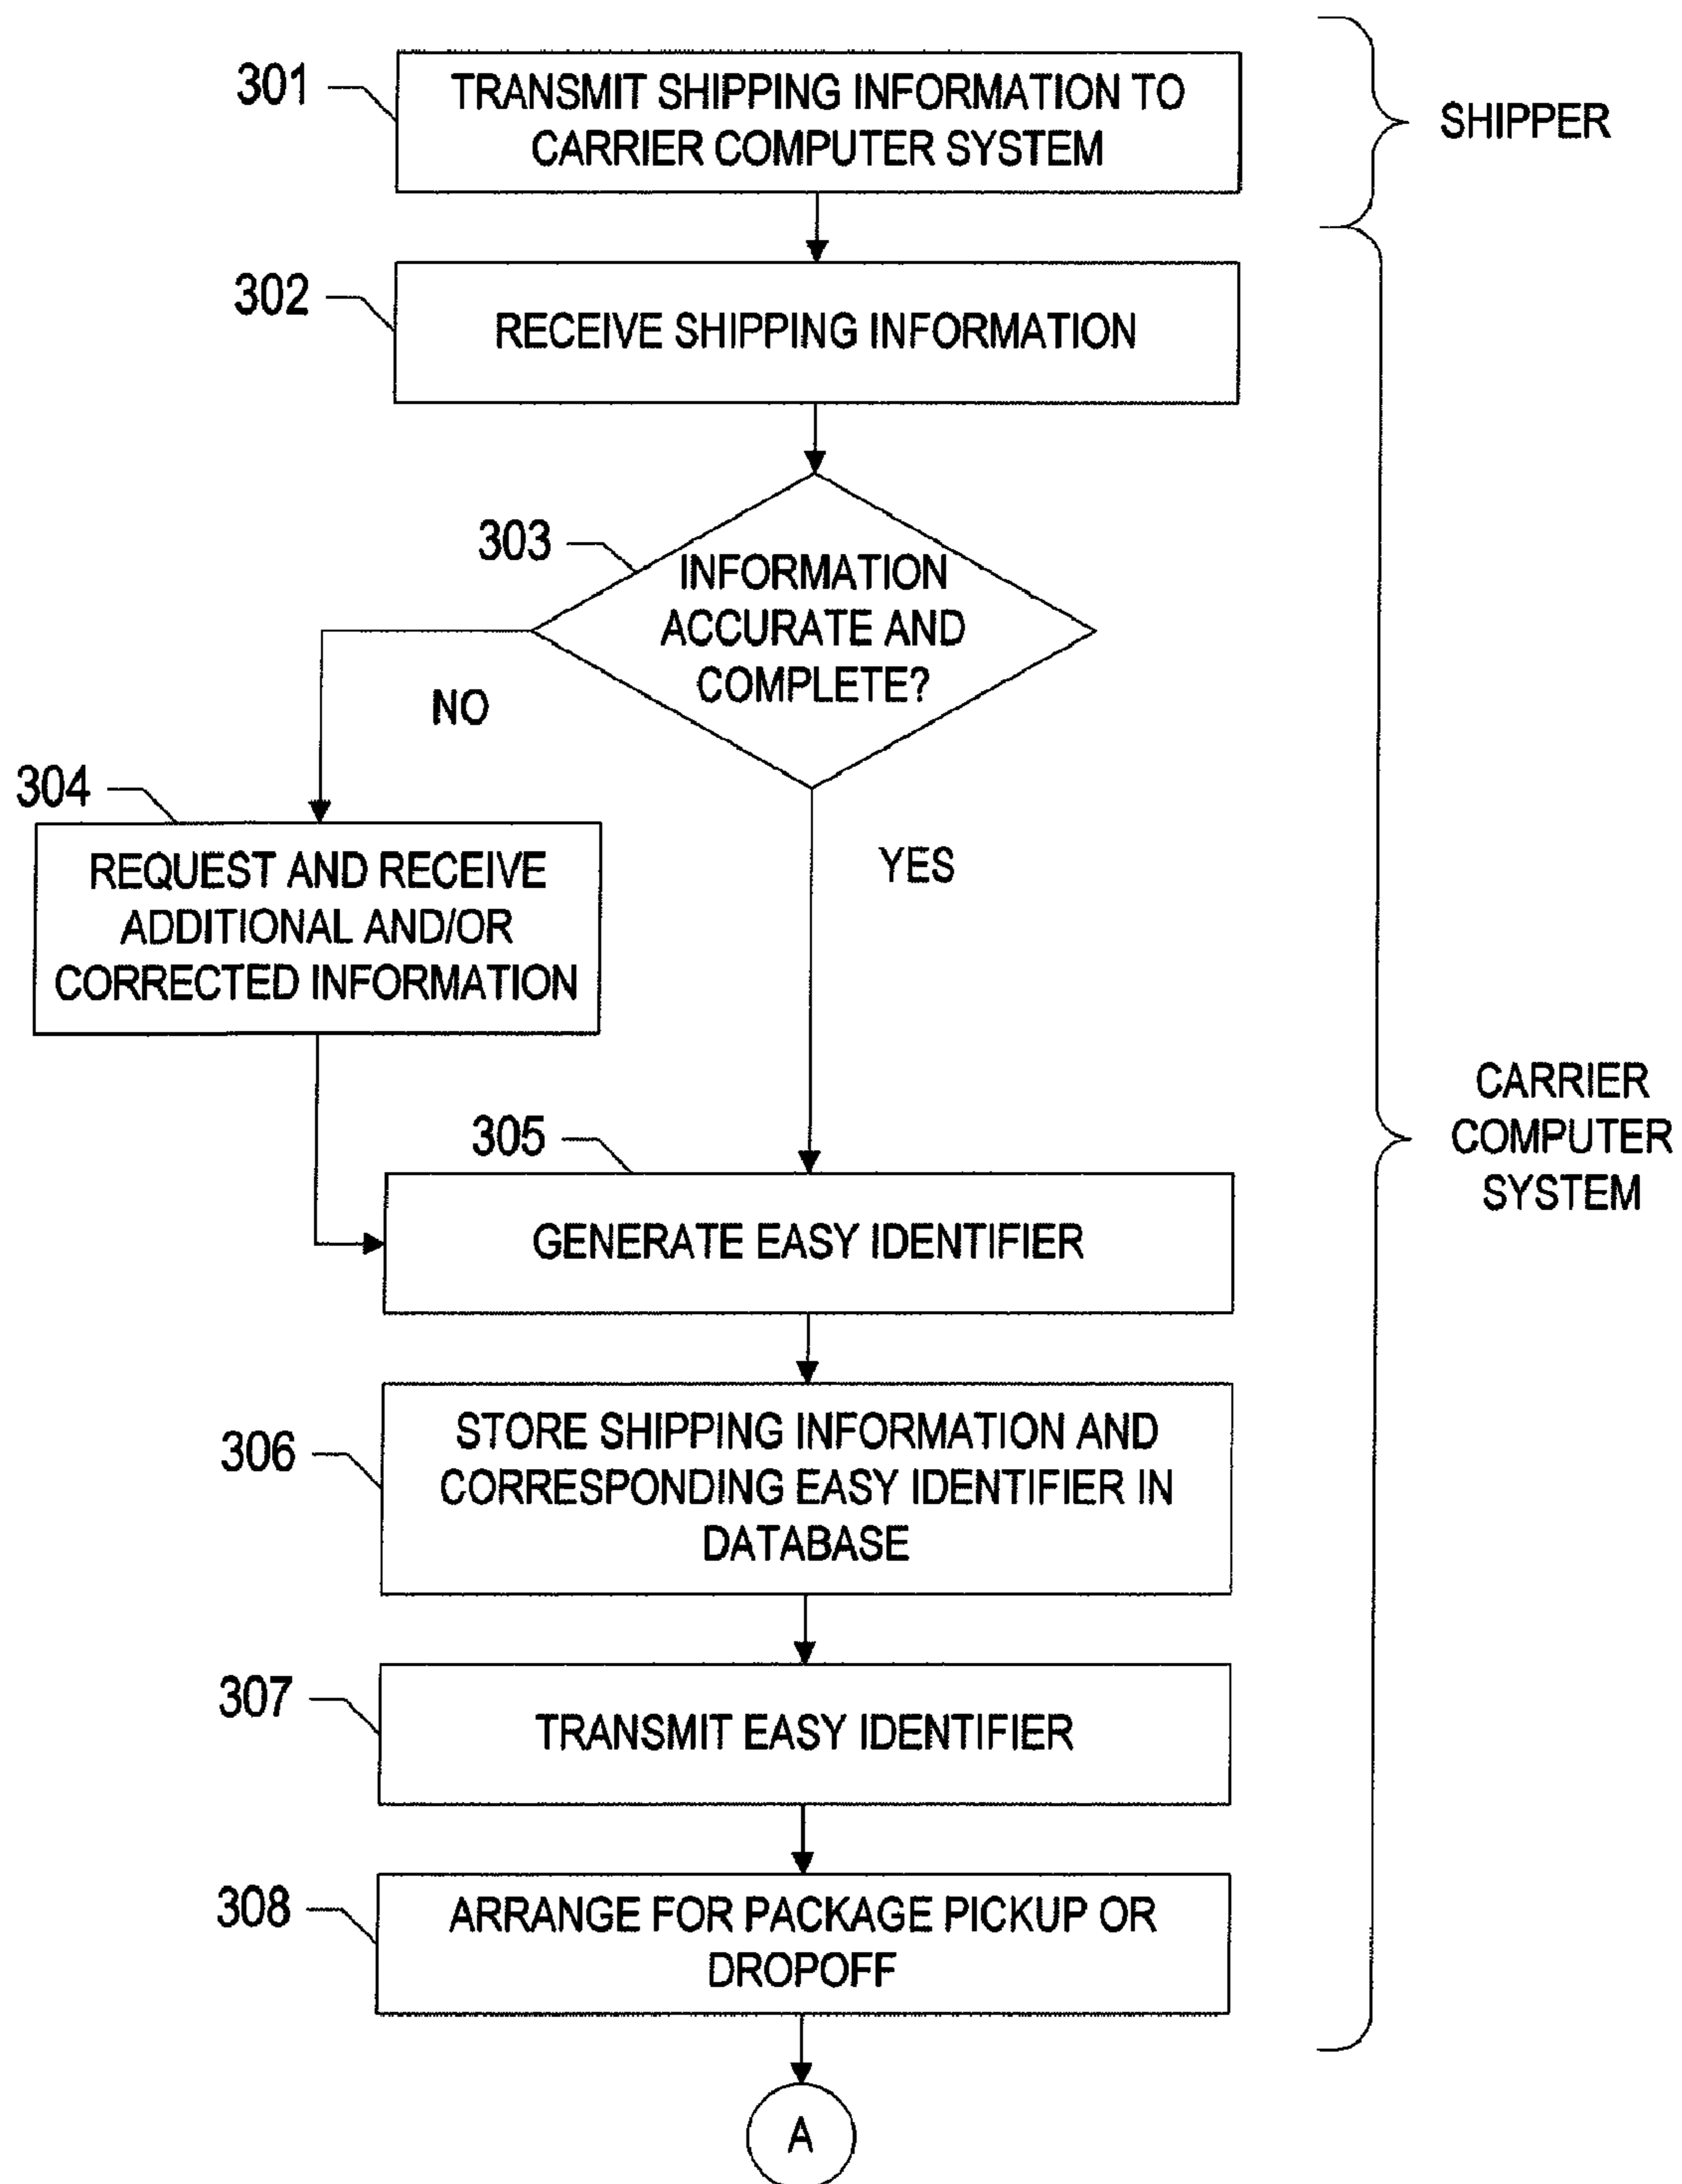 301
TRANSMIT SHIPPING INFORMATION TO
CARRIER COMPUTER SYSTEM
SHIPPER
302
RECEIVE SHIPPING INFORMATION
303
INFORMATION
ACCURATE AND
COMPLETE?
NO
YES
304
REQUEST AND RECEIVE
ADDITIONAL AND/OR
CORRECTED INFORMATION
CARRIER
COMPUTER
SYSTEM
305
GENERATE EASY IDENTIFIER
306
STORE SHIPPING INFORMATION AND
CORRESPONDING EASY IDENTIFIER IN
DATABASE
307
TRANSMIT EASY IDENTIFIER
308
ARRANGE FOR PACKAGE PICKUP OR
DROPOFF
A